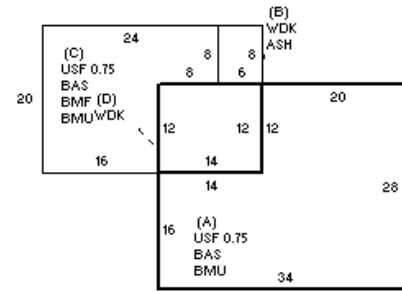 (B)
WDK
ASH
24
(C)
USF 0.75
BAS
BMF (D)
BMU WDK
8
8
8
6
20
20
12
12
12
16
14
14
28
16
(A)
USF 0.75
BAS
BMU
34